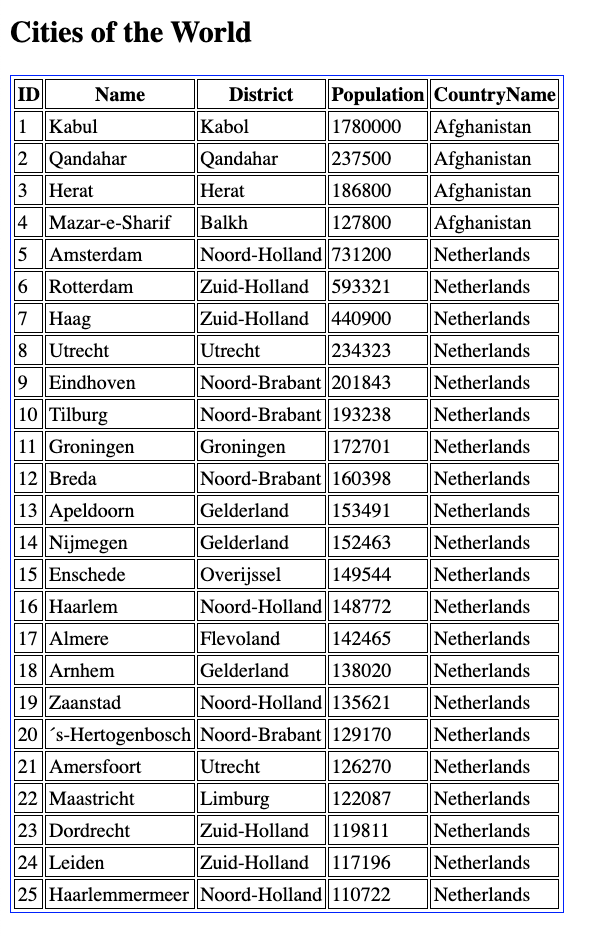 Cities of the World
ID Name District Population CountryName
1 Kabul Kabol 1780000 Afghanistan
2 Qandahar Qandahar 237500 Afghanistan
3 Herat Herat 186800 Afghanistan
4 Mazar-e-Sharif Balkh 127800 Afghanistan
5 Amsterdam Noord-Holland 731200 Netherlands
6 Rotterdam Zuid-Holland 593321 Netherlands
7 Haag Zuid-Holland 440900 Netherlands
8 Utrecht Utrecht 234323 Netherlands
9 Eindhoven Noord-Brabant 201843 Netherlands
10 Tilburg Noord-Brabant 193238 Netherlands
11 Groningen Groningen 172701 Netherlands
12 Breda Noord-Brabant 160398 Netherlands
13 Apeldoorn Gelderland 153491 Netherlands
14 Nijmegen Gelderland 152463 Netherlands
15 Enschede Overijssel 149544 Netherlands
16 Haarlem Noord-Holland 148772 Netherlands
17 Almere Flevoland 142465 Netherlands
18 Arnhem Gelderland 138020 Netherlands
19 Zaanstad Noord-Holland 135621 Netherlands
20 ´s-Hertogenbosch Noord-Brabant 129170 Netherlands
21 Amersfoort Utrecht 126270 Netherlands
22 Maastricht Limburg 122087 Netherlands
23 Dordrecht Zuid-Holland 119811 Netherlands
24 Leiden Zuid-Holland 117196 Netherlands
25 Haarlemmermeer Noord-Holland 110722 Netherlands